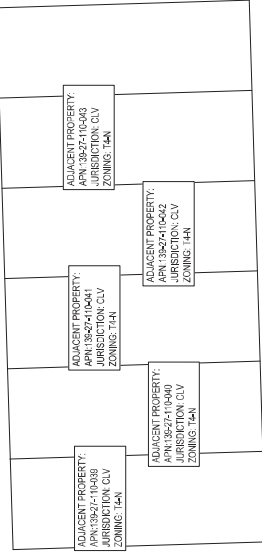 ADJACENT PROPERTY:
APN:139-27-110-039
JURISDICTION: CLV
ZONING: T4-N
ADJACENT PROPERTY:
APN:139-27-110-040
JURISDICTION: CLV
ZONING: T4-N
ADJACENT PROPERTY:
APN:139-27-110-041
JURISDICTION: CLV
ZONING: T4-N
ADJACENT PROPERTY:
APN:139-27-110-042
JURISDICTION: CLV
ZONING: T4-N
ADJACENT PROPERTY:
APN:139-27-110-043
JURISDICTION: CLV
ZONING: T4-N